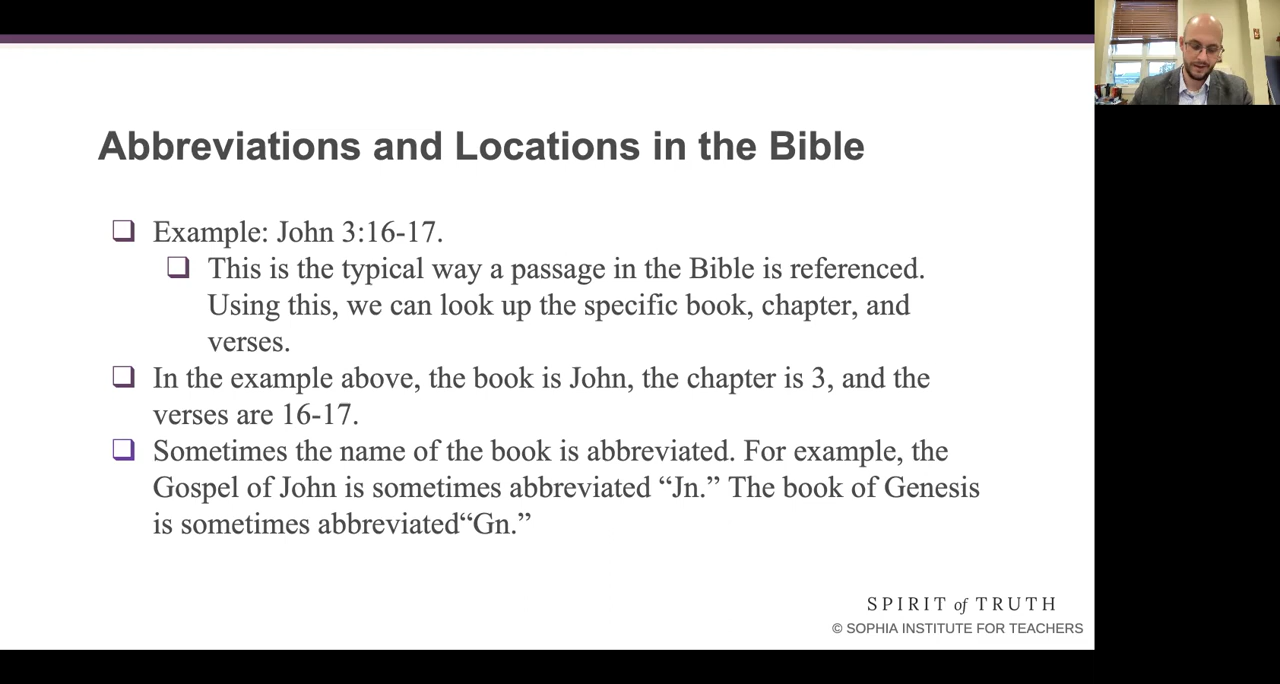 Abbreviations and Locations in the Bible
❑ Example: John 3:16-17.
❑ This is the typical way a passage in the Bible is referenced.
Using this, we can look up the specific book, chapter, and
verses.
❑ In the example above, the book is John, the chapter is 3, and the
verses are 16-17.
❑ Sometimes the name of the book is abbreviated. For example, the
Gospel of John is sometimes abbreviated “Jn.” The book of Genesis
is sometimes abbreviated“Gn.”
SPIRIT of TRUTH
© SOPHIA INSTITUTE FOR TEACHERS